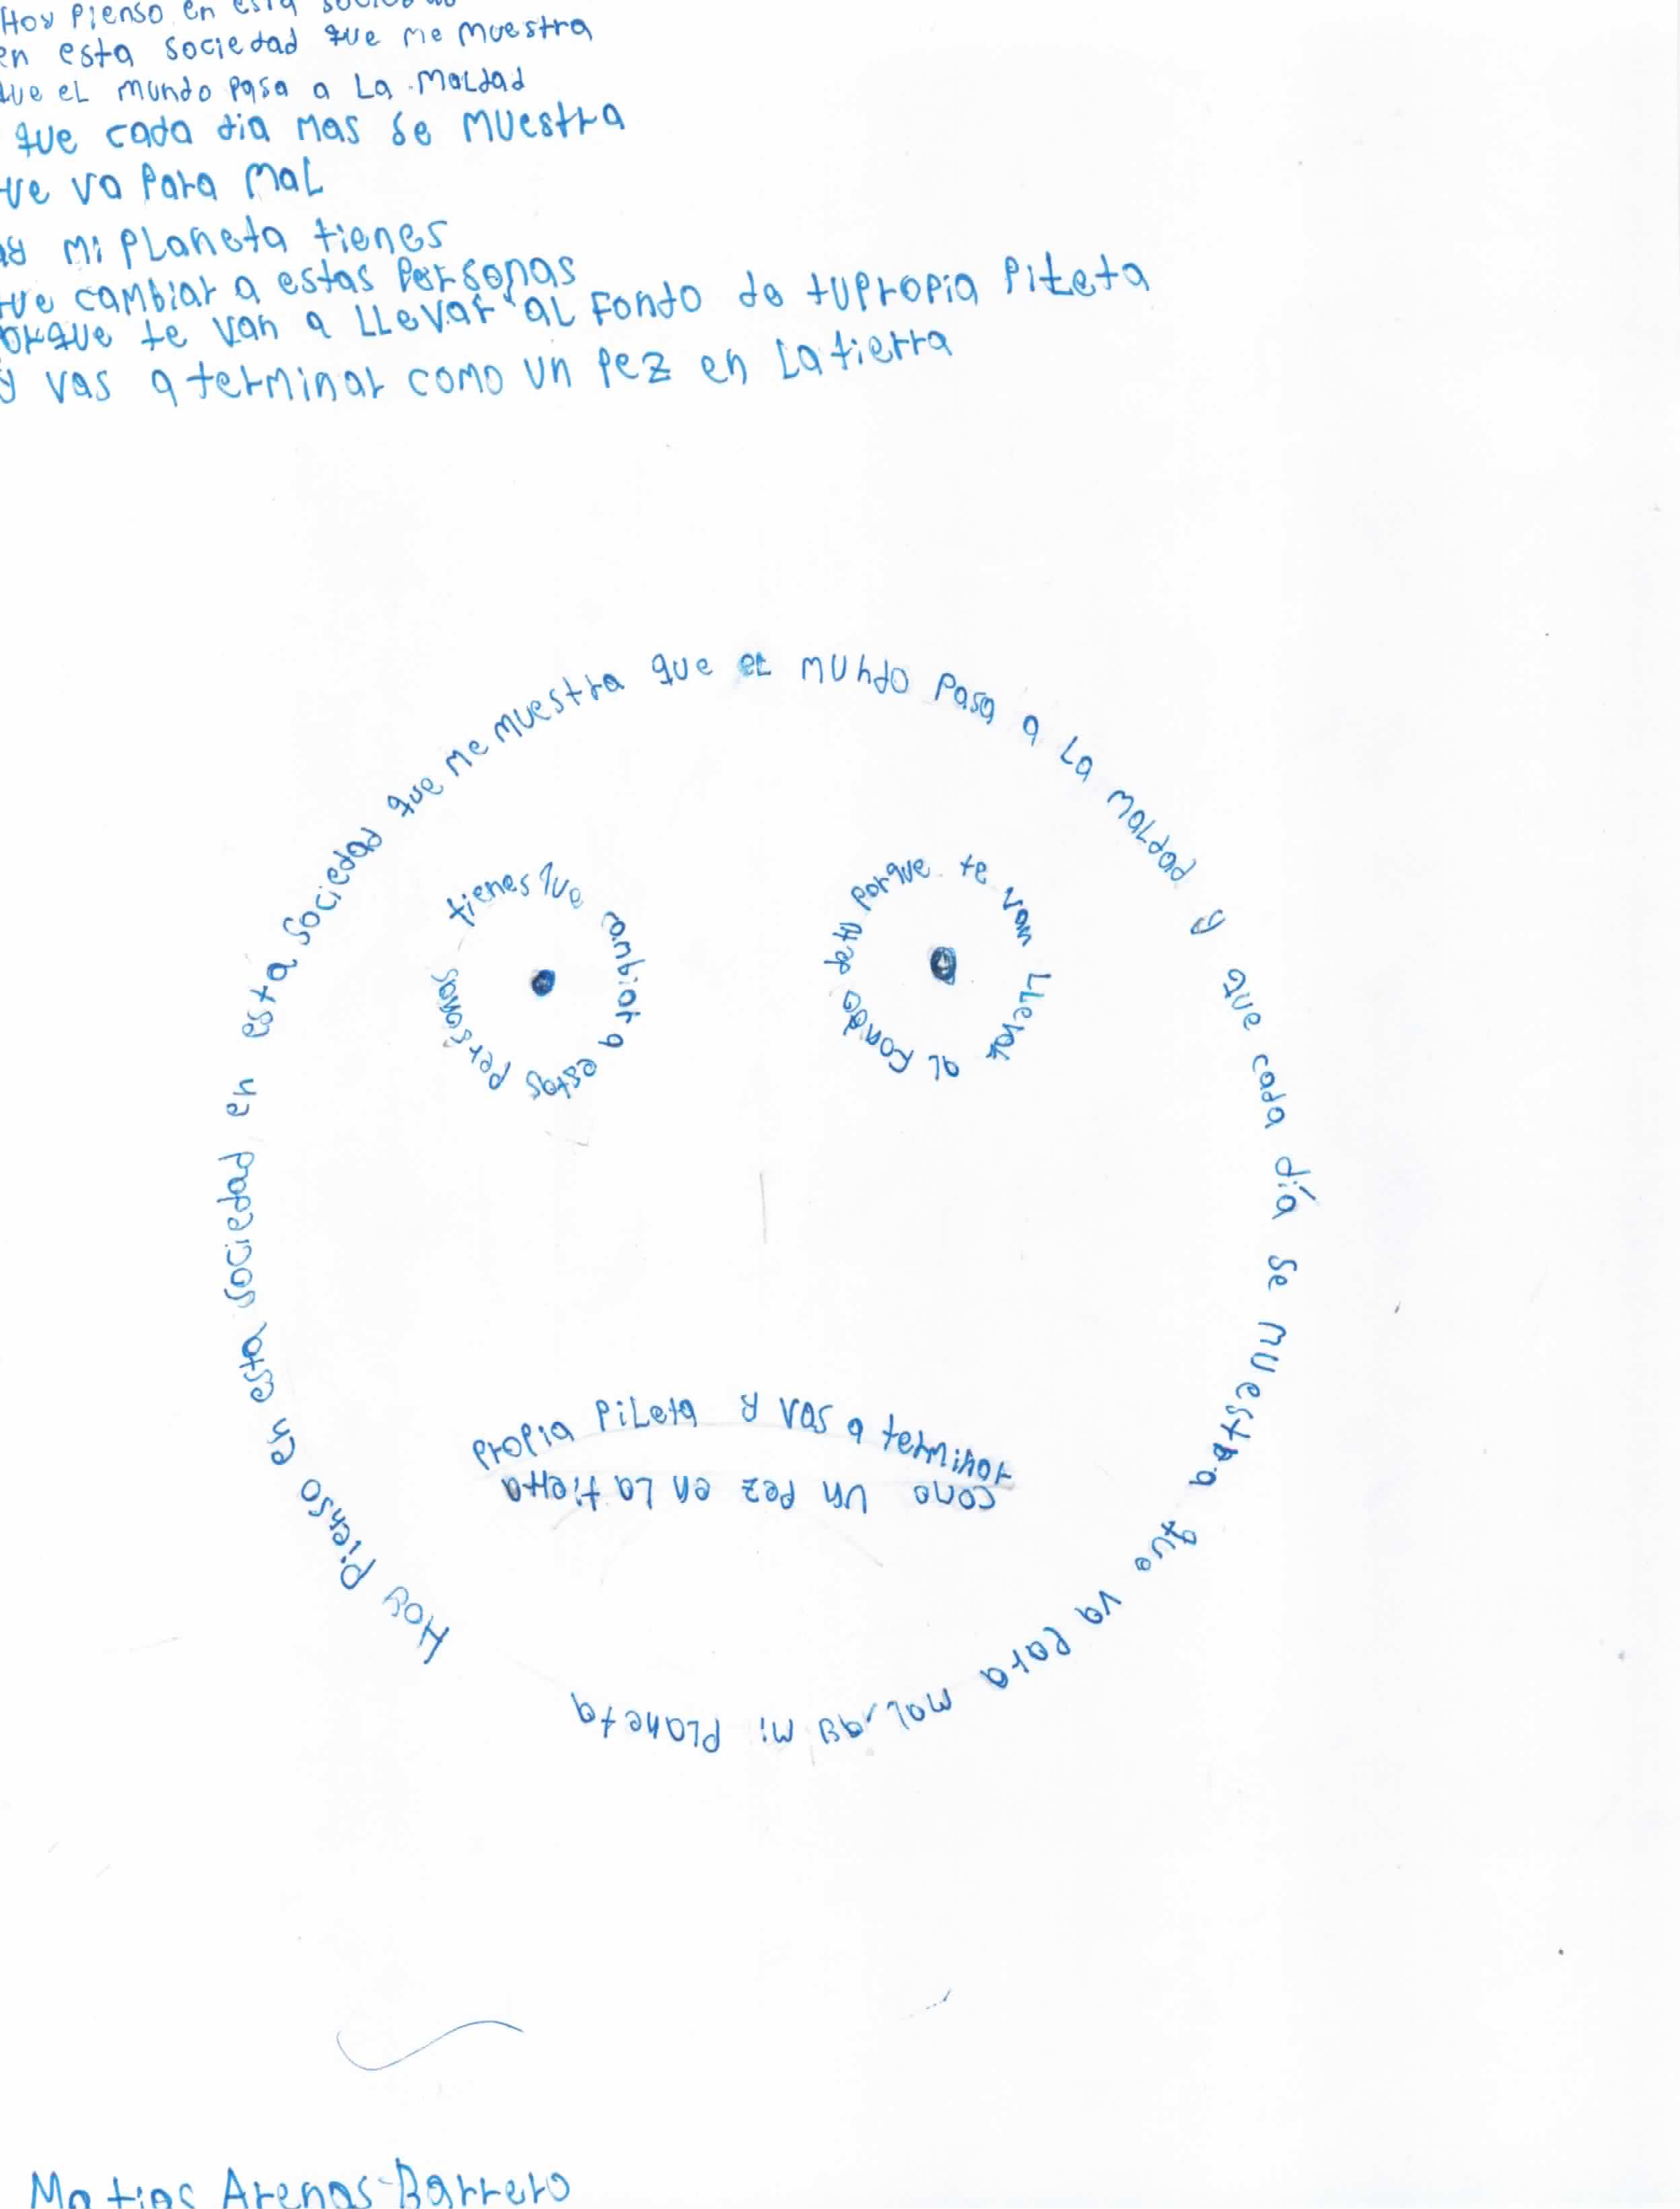 Hoy Pienso en esta sociedad
en esta sociedad que me muestra
que el mundo pasa a la maldad
que cada dia mas se muestra
ue va para mal
ay mi planeta tienes
ue cambiar a estas personas
orque te van a llevar al fondo de tu propia pileta
y vas a terminar como un pez en la tierra
Hoy Pienso en esta sociedad en esta sociedad que me muestra que el mundo pasa a la maldad y que cada día se muestra que va para mal, ay mi planeta
tienes que cambiar a estas personas
porque te van llevar al fondo de tu
propia pileta y vas a terminar
como un pez en la tierra
Matias Arenas Barrero